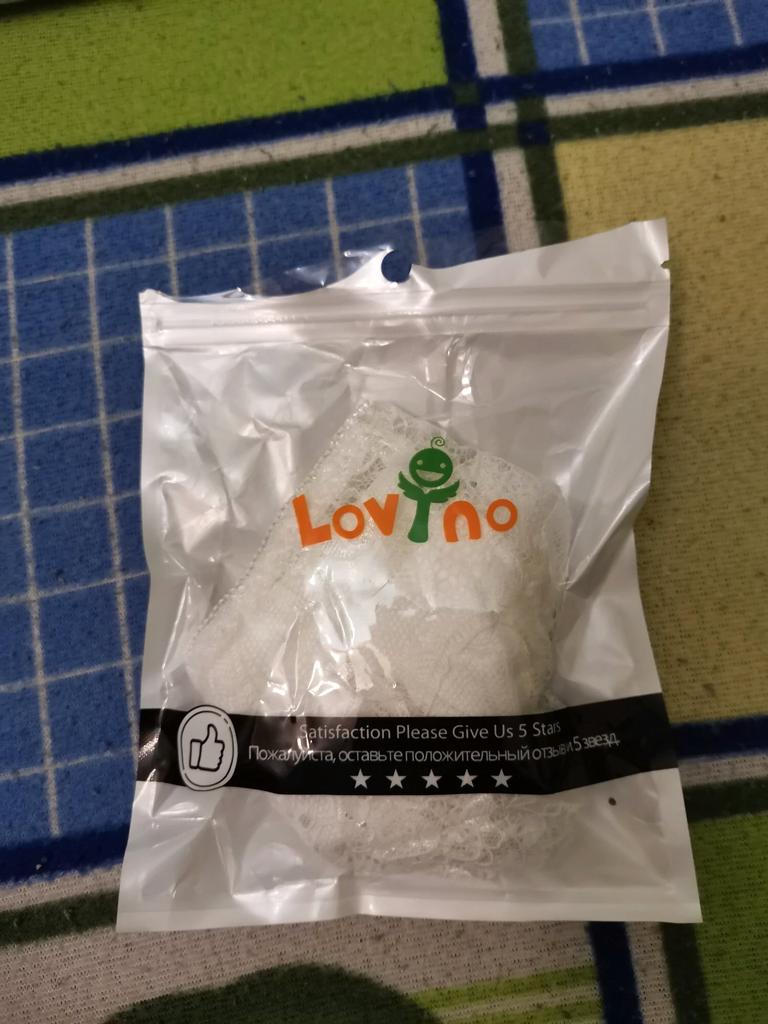 Lovino
Satisfaction Please Give Us 5 Stars
Пожалуйста, оставьте положительный отзыв и 5 звезд